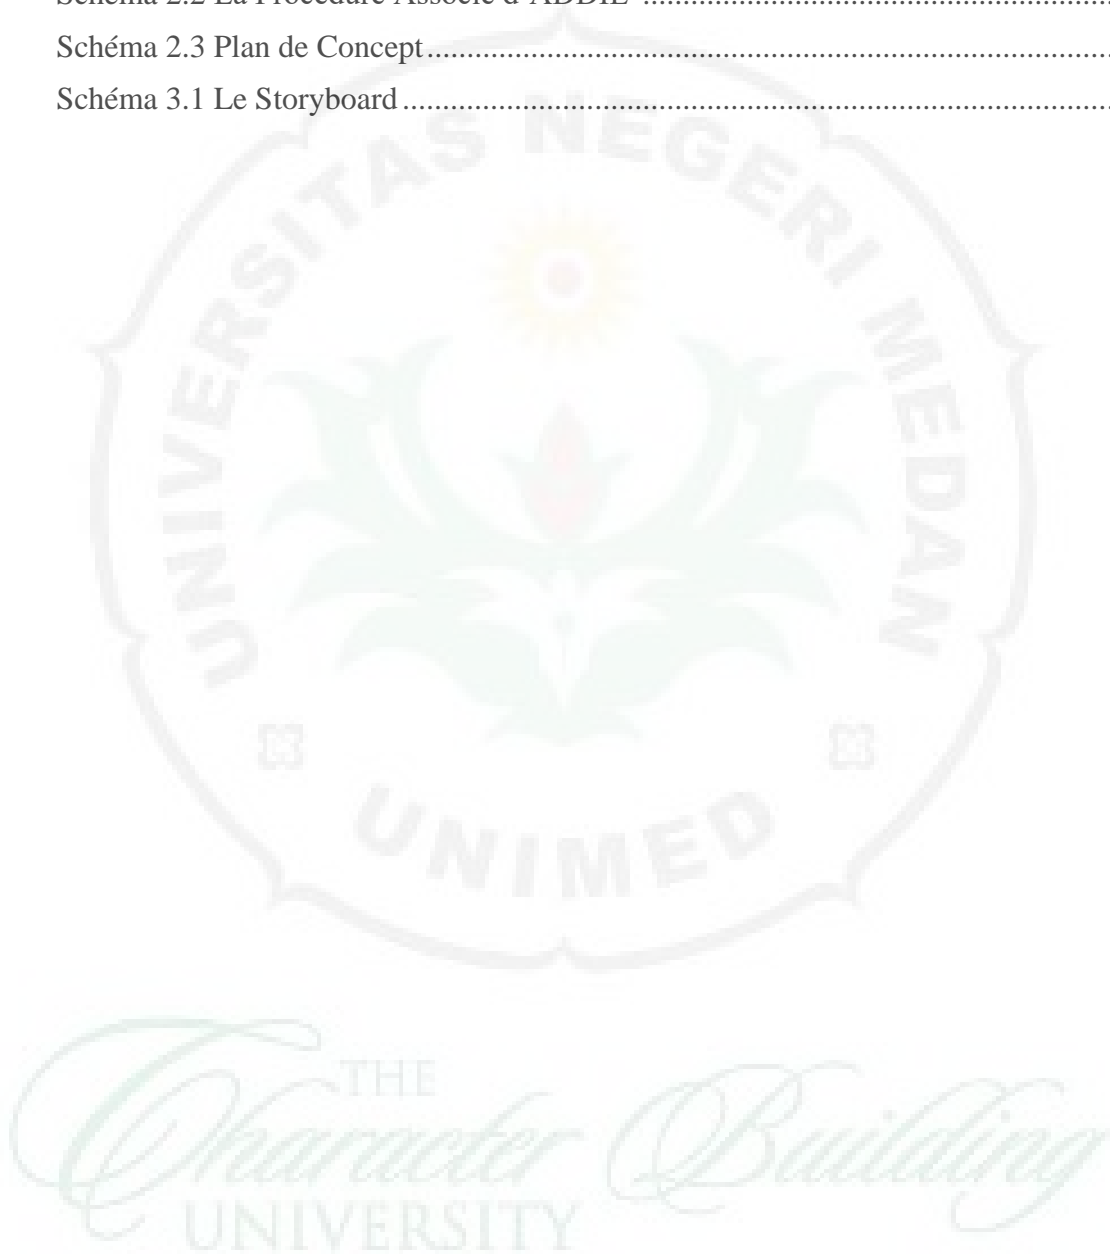 Schéma 2.2 La Procédure Associé d'ADDIE ......................................................
Schéma 2.3 Plan de Concept......................................................................................
Schéma 3.1 Le Storyboard.........................................................................................
UNIVERSITAS NEGERI MEDAN
UNIMED
THE
Character Building
UNIVERSITY